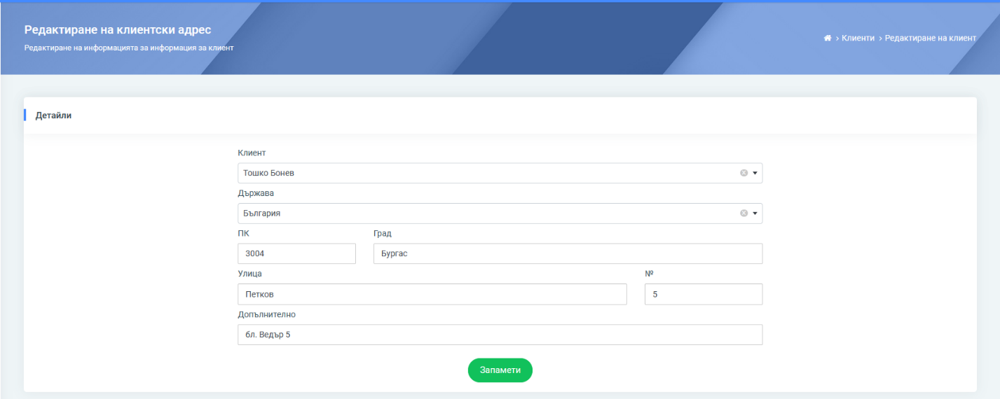 Редактиране на клиентски адрес
Редактиране на информацията за информация за клиент
> Клиенти > Редактиране на клиент
Детайли
Клиент
Тошко Бонев
Държава
България
ПК Град
3004 Бургас
Улица №
Петков 5
Допълнително
бл. Ведър 5
Запамети